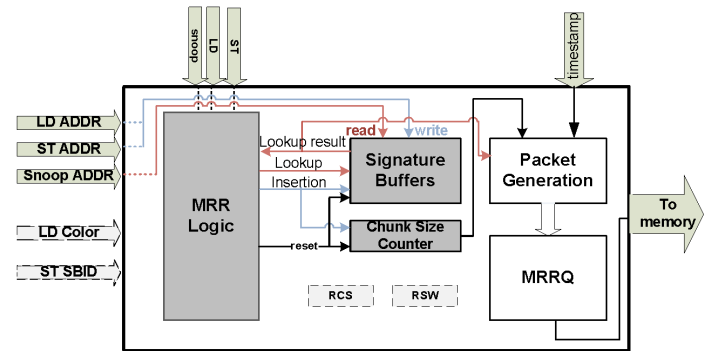 snoop
LD
ST
timestamp
LD ADDR
ST ADDR
Snoop ADDR
LD Color
ST SBID
MRR
Logic
read
write
Lookup result
Lookup
Insertion
reset
Signature
Buffers
Chunk Size
Counter
Packet
Generation
MRRQ
RCS
RSW
To
memory